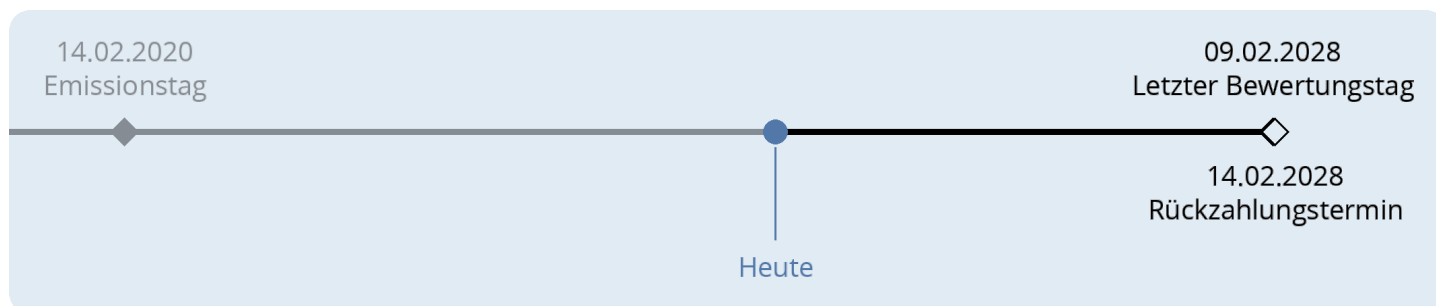 14.02.2020
Emissionstag
09.02.2028
Letzter Bewertungstag
14.02.2028
Rückzahlungstermin
Heute